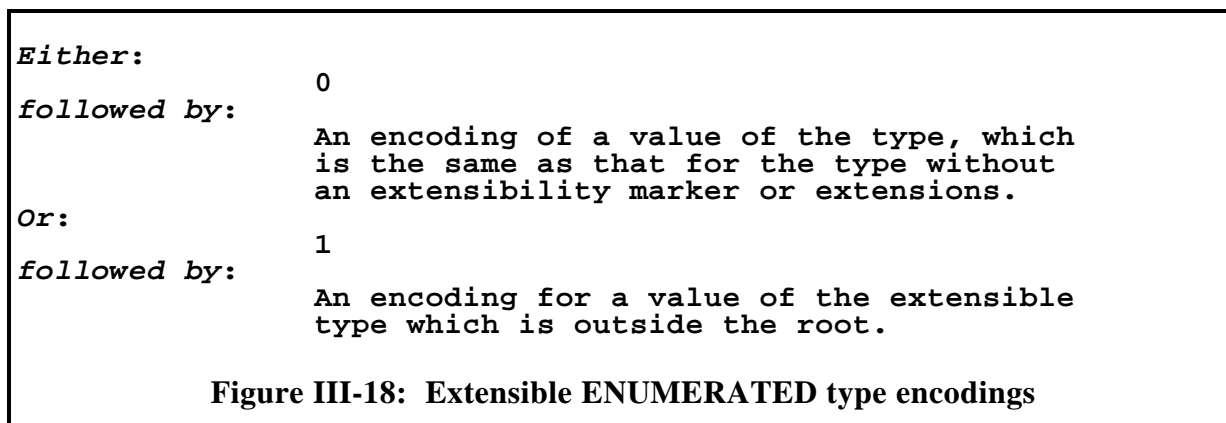 Either:
0
followed by:
An encoding of a value of the type, which
is the same as that for the type without
an extensibility marker or extensions.
Or:
1
followed by:
An encoding for a value of the extensible
type which is outside the root.
Figure III-18: Extensible ENUMERATED type encodings